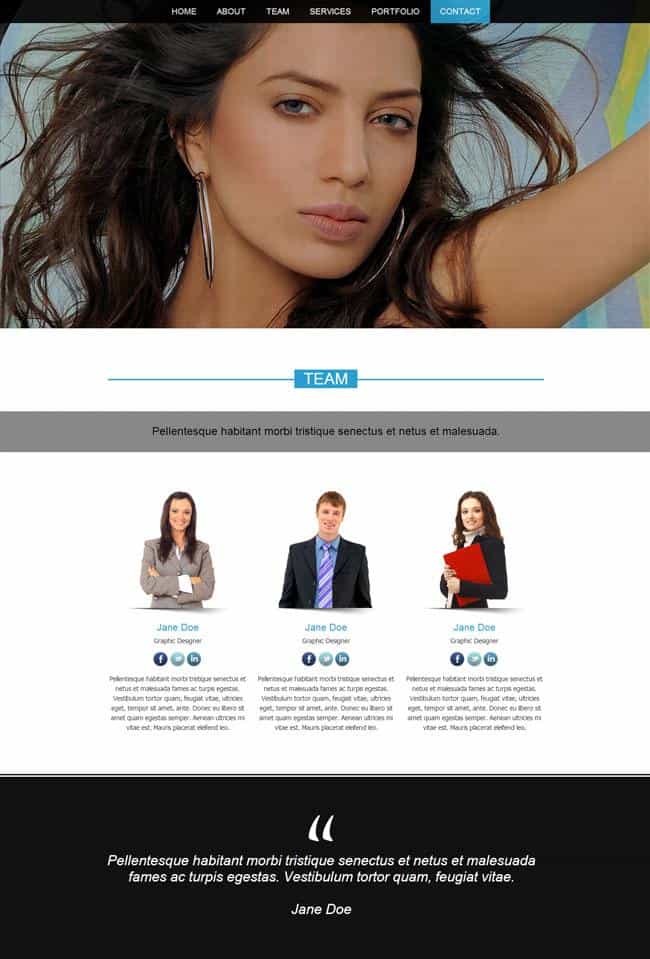 HOME ABOUT TEAM SERVICES PORTFOLIO CONTACT
TEAM
Pellentesque habitant morbi tristique senectus et netus et malesuada.
Jane Doe
Graphic Designer
f in
Pellentesque habitant morbi tristique senectus et
netus et malesuada fames ac turpis egestas.
Vestibulum tortor quam, feugiat vitae, ultricies
eget, tempor sit amet, ante. Donec eu libero sit
amet quam egestas semper. Aenean ultricies mi
vitae est. Mauris placerat eleifend leo.
Jane Doe
Graphic Designer
f in
Pellentesque habitant morbi tristique senectus et
netus et malesuada fames ac turpis egestas.
Vestibulum tortor quam, feugiat vitae, ultricies
eget, tempor sit amet, ante. Donec eu libero sit
amet quam egestas semper. Aenean ultricies mi
vitae est. Mauris placerat eleifend leo.
Jane Doe
Graphic Designer
f in
Pellentesque habitant morbi tristique senectus et
netus et malesuada fames ac turpis egestas.
Vestibulum tortor quam, feugiat vitae, ultricies
eget, tempor sit amet, ante. Donec eu libero sit
amet quam egestas semper. Aenean ultricies mi
vitae est. Mauris placerat eleifend leo.
“
Pellentesque habitant morbi tristique senectus et netus et malesuada
fames ac turpis egestas. Vestibulum tortor quam, feugiat vitae.
Jane Doe